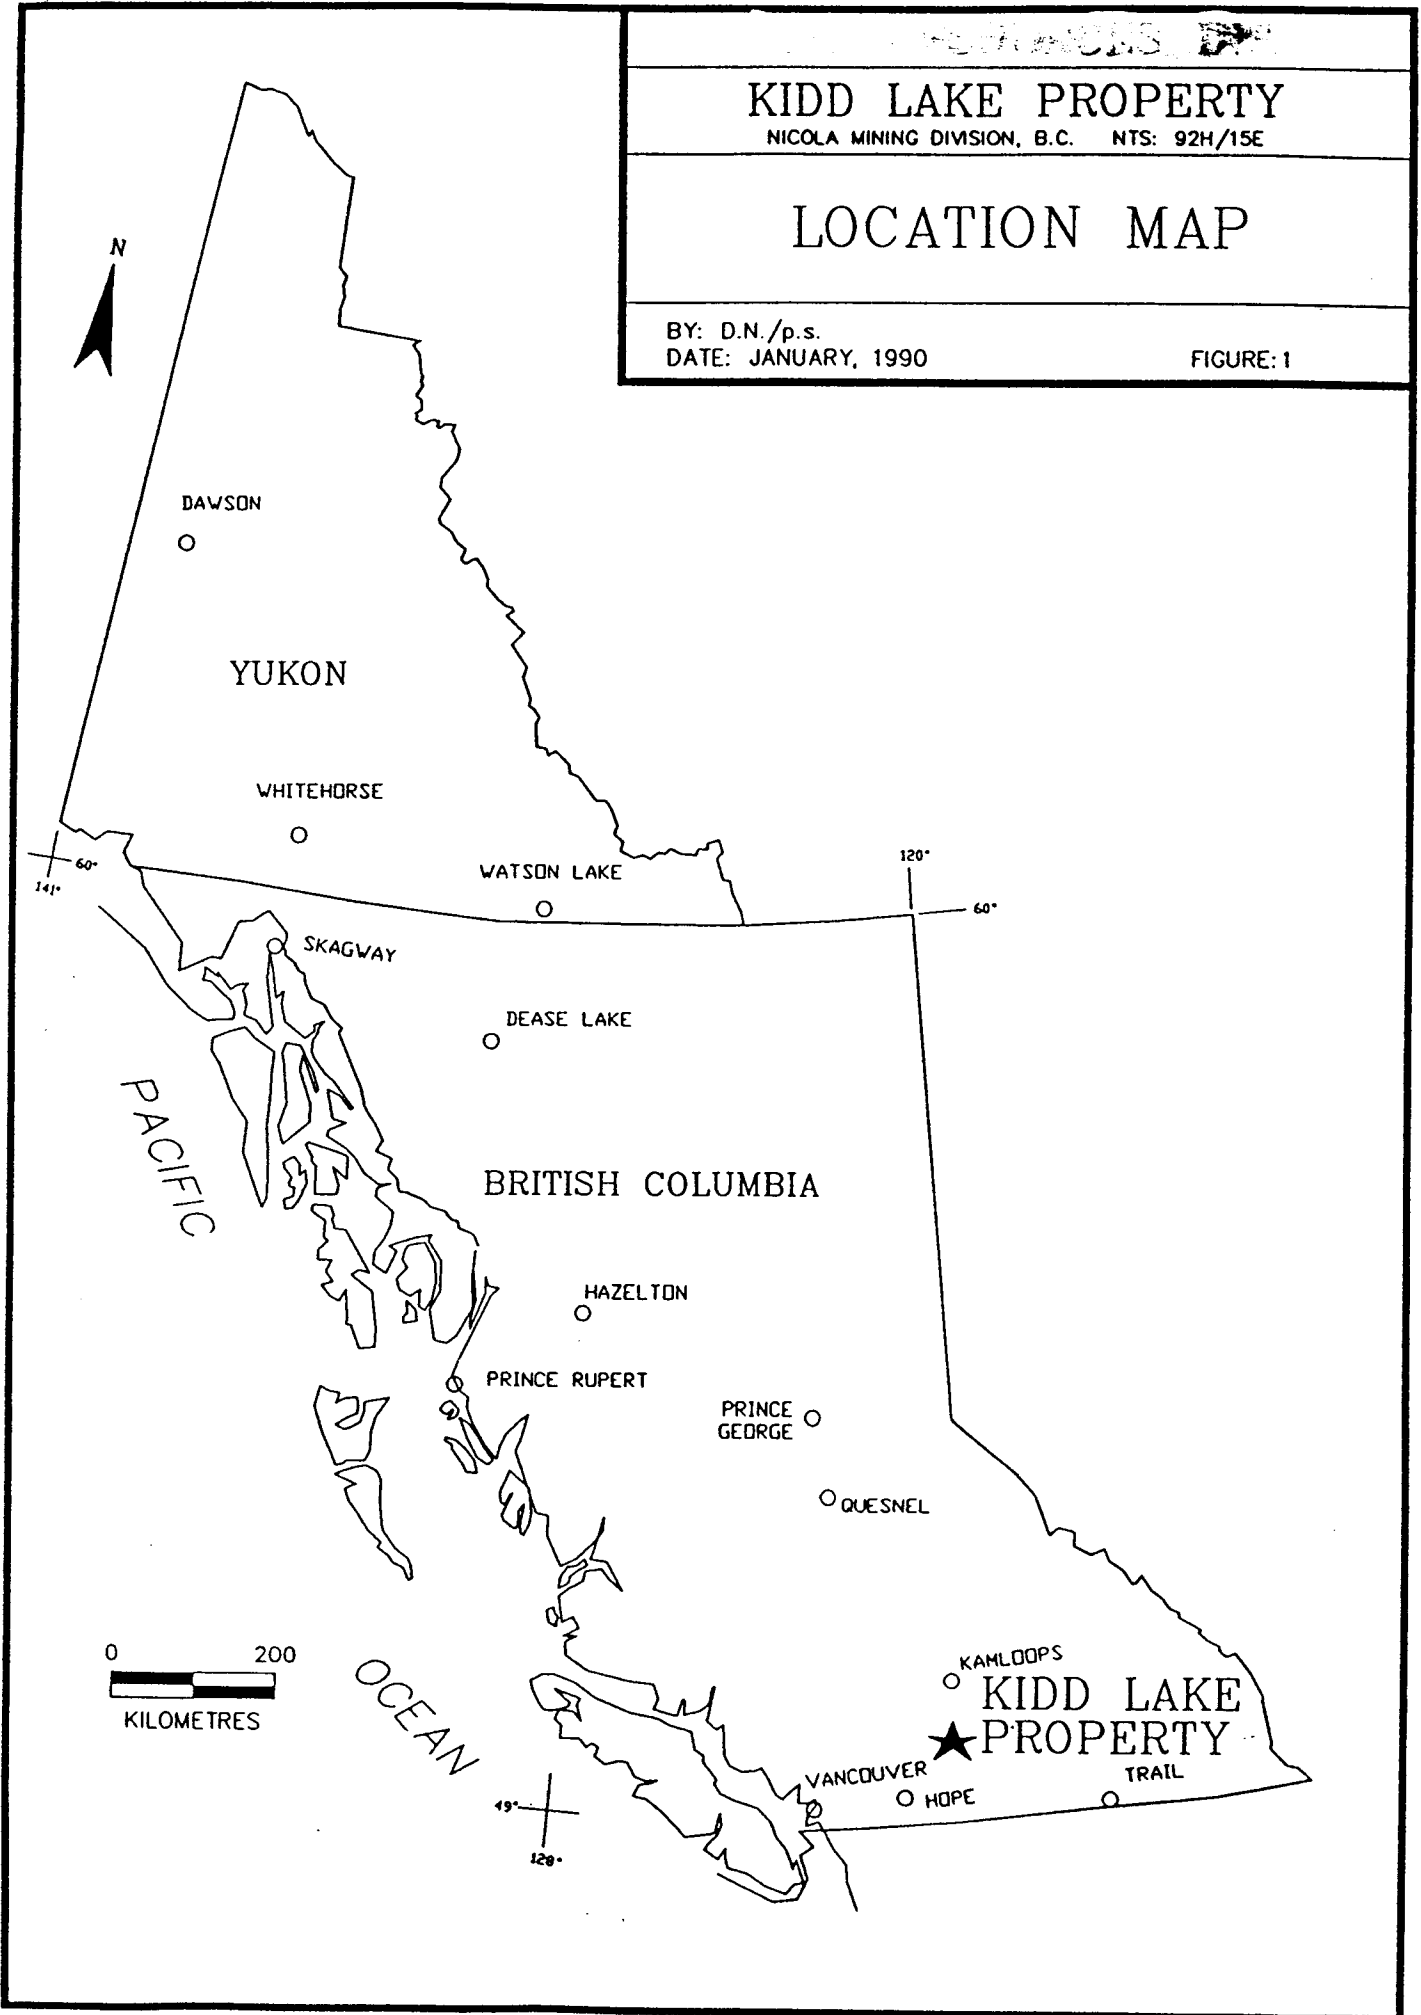 KIDD LAKE PROPERTY
NICOLA MINING DIVISION, B.C. NTS: 92H/15E
LOCATION MAP
BY: D.N./p.s.
DATE: JANUARY, 1990 FIGURE: 1
N
DAWSON
YUKON
WHITEHORSE
WATSON LAKE
60°
141°
120°
60°
SKAGWAY
DEASE LAKE
PACIFIC
BRITISH COLUMBIA
HAZELTON
PRINCE RUPERT
PRINCE
GEORGE
QUESNEL
0 200
KILOMETRES
OCEAN
KAMLOOPS
KIDD LAKE
PROPERTY
VANCOUVER
HOPE
TRAIL
49°
128°